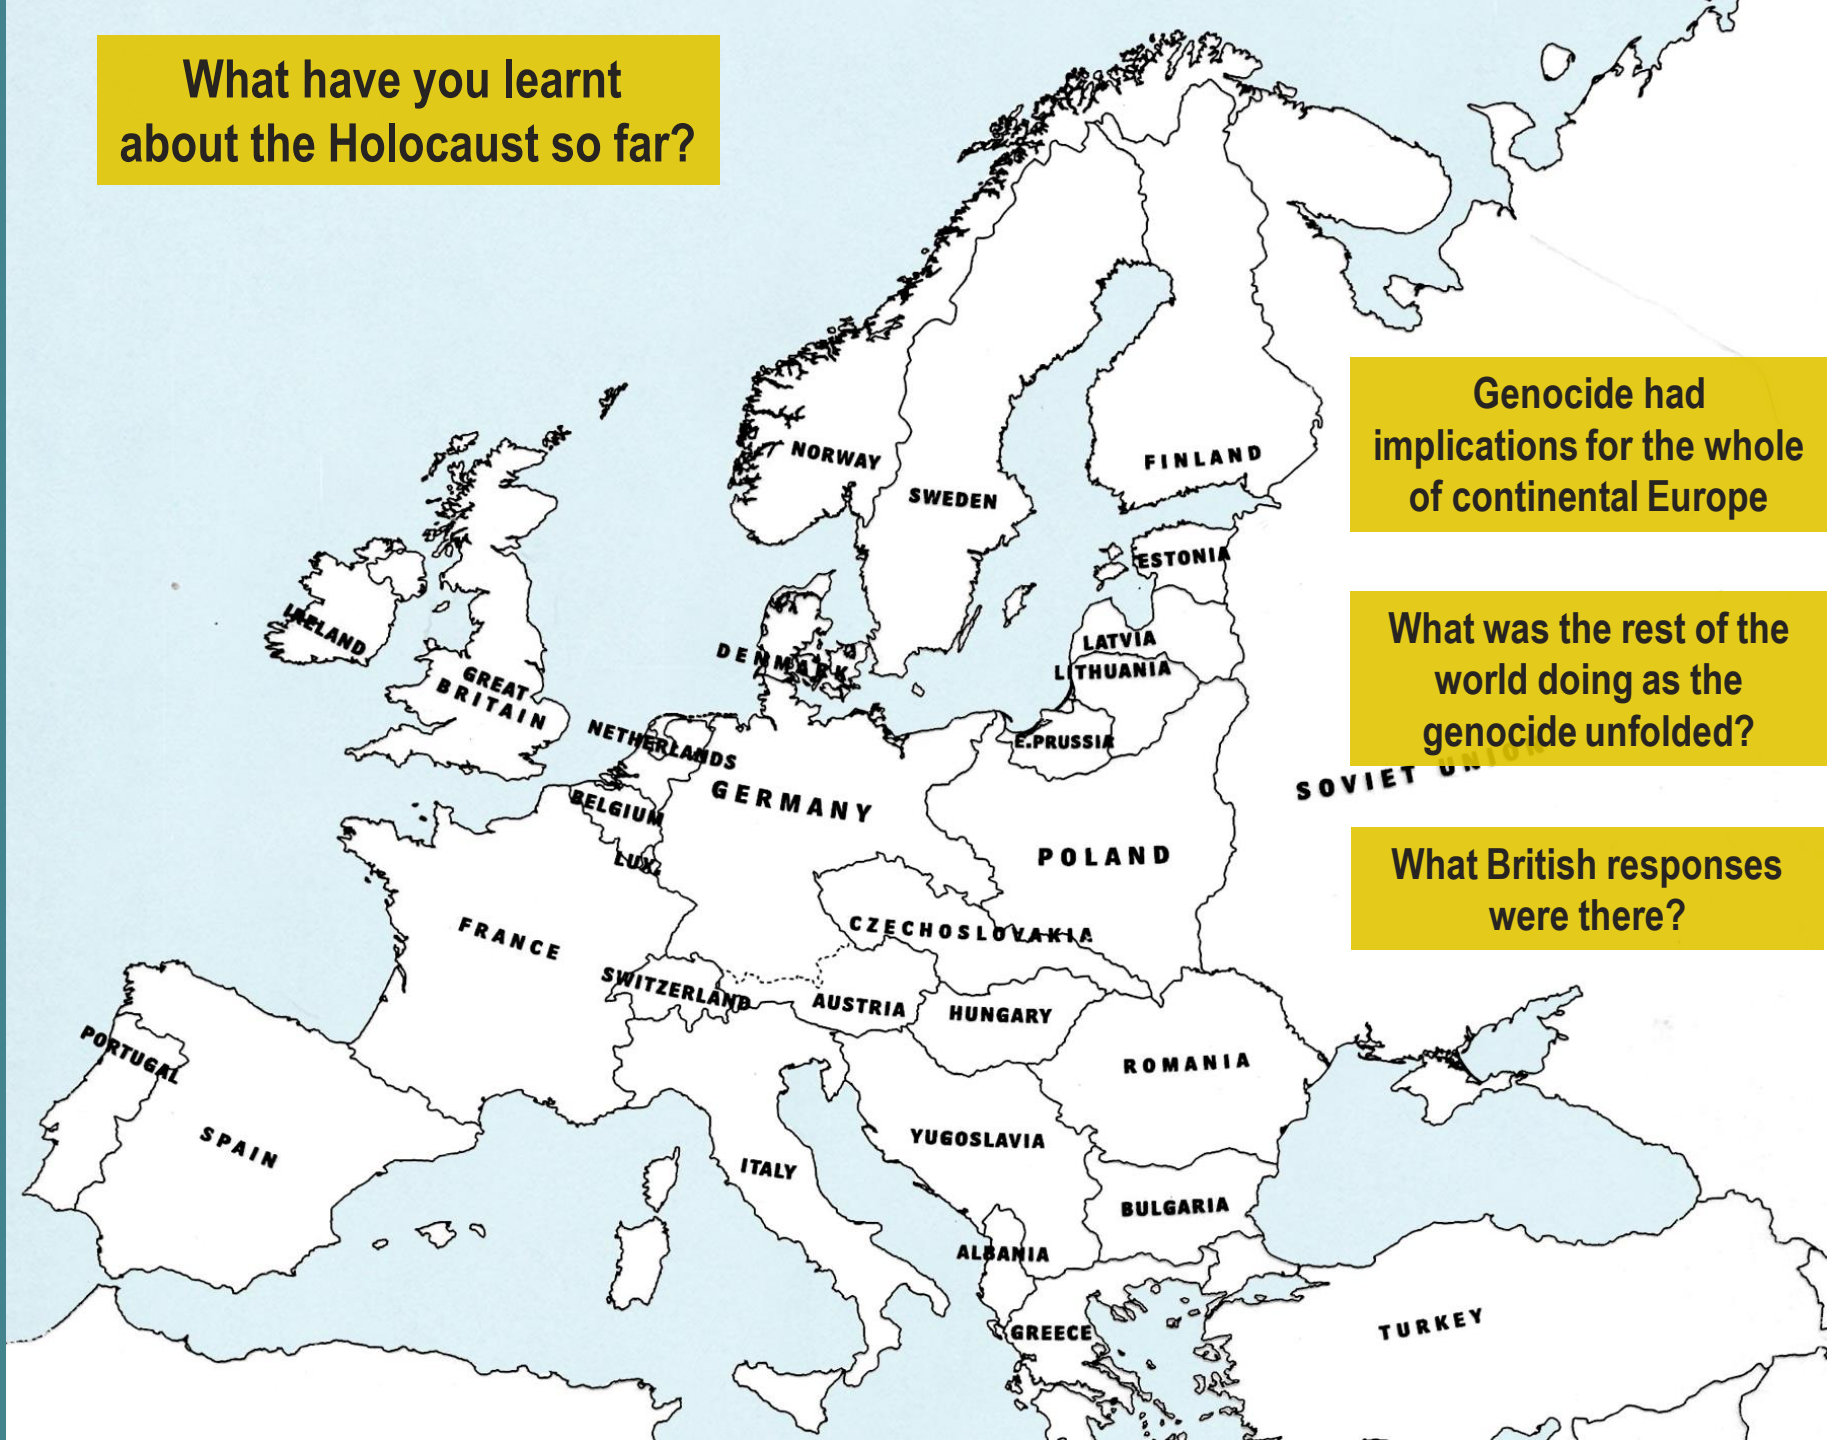 What have you learnt
about the Holocaust so far?
Genocide had
implications for the whole
of continental Europe
What was the rest of the
world doing as the
genocide unfolded?
What British responses
were there?
NORWAY
SWEDEN
FINLAND
ESTONIA
LATVIA
LITHUANIA
E.PRUSSIA
IRELAND
GREAT
BRITAIN
DENMARK
NETHERLANDS
BELGIUM
LUX.
GERMANY
POLAND
SOVIET UNION
FRANCE
CZECHOSLOVAKIA
SWITZERLAND
AUSTRIA
HUNGARY
ROMANIA
PORTUGAL
SPAIN
ITALY
YUGOSLAVIA
BULGARIA
ALBANIA
GREECE
TURKEY